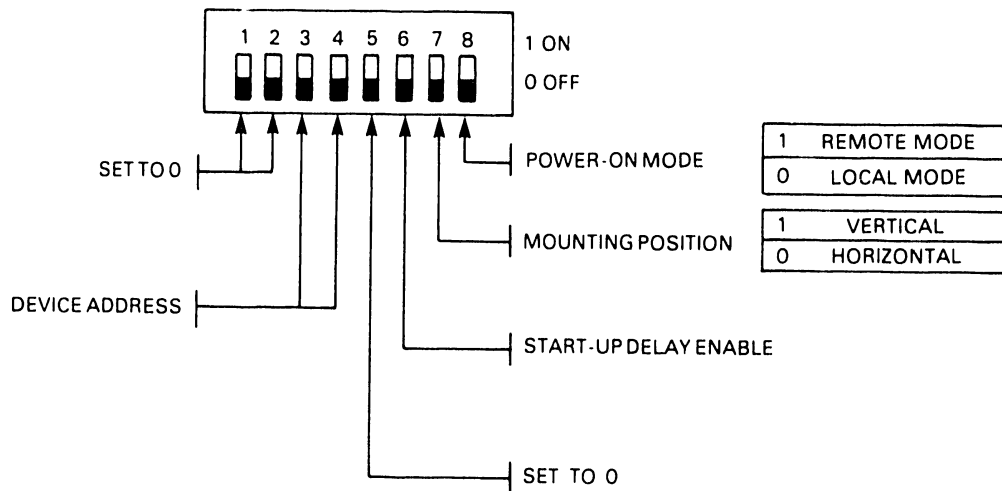 1 2 3 4 5 6 7 8
1 ON
0 OFF
SET TO 0
POWER-ON MODE
1 REMOTE MODE
0 LOCAL MODE
MOUNTING POSITION
1 VERTICAL
0 HORIZONTAL
DEVICE ADDRESS
START-UP DELAY ENABLE
SET TO 0